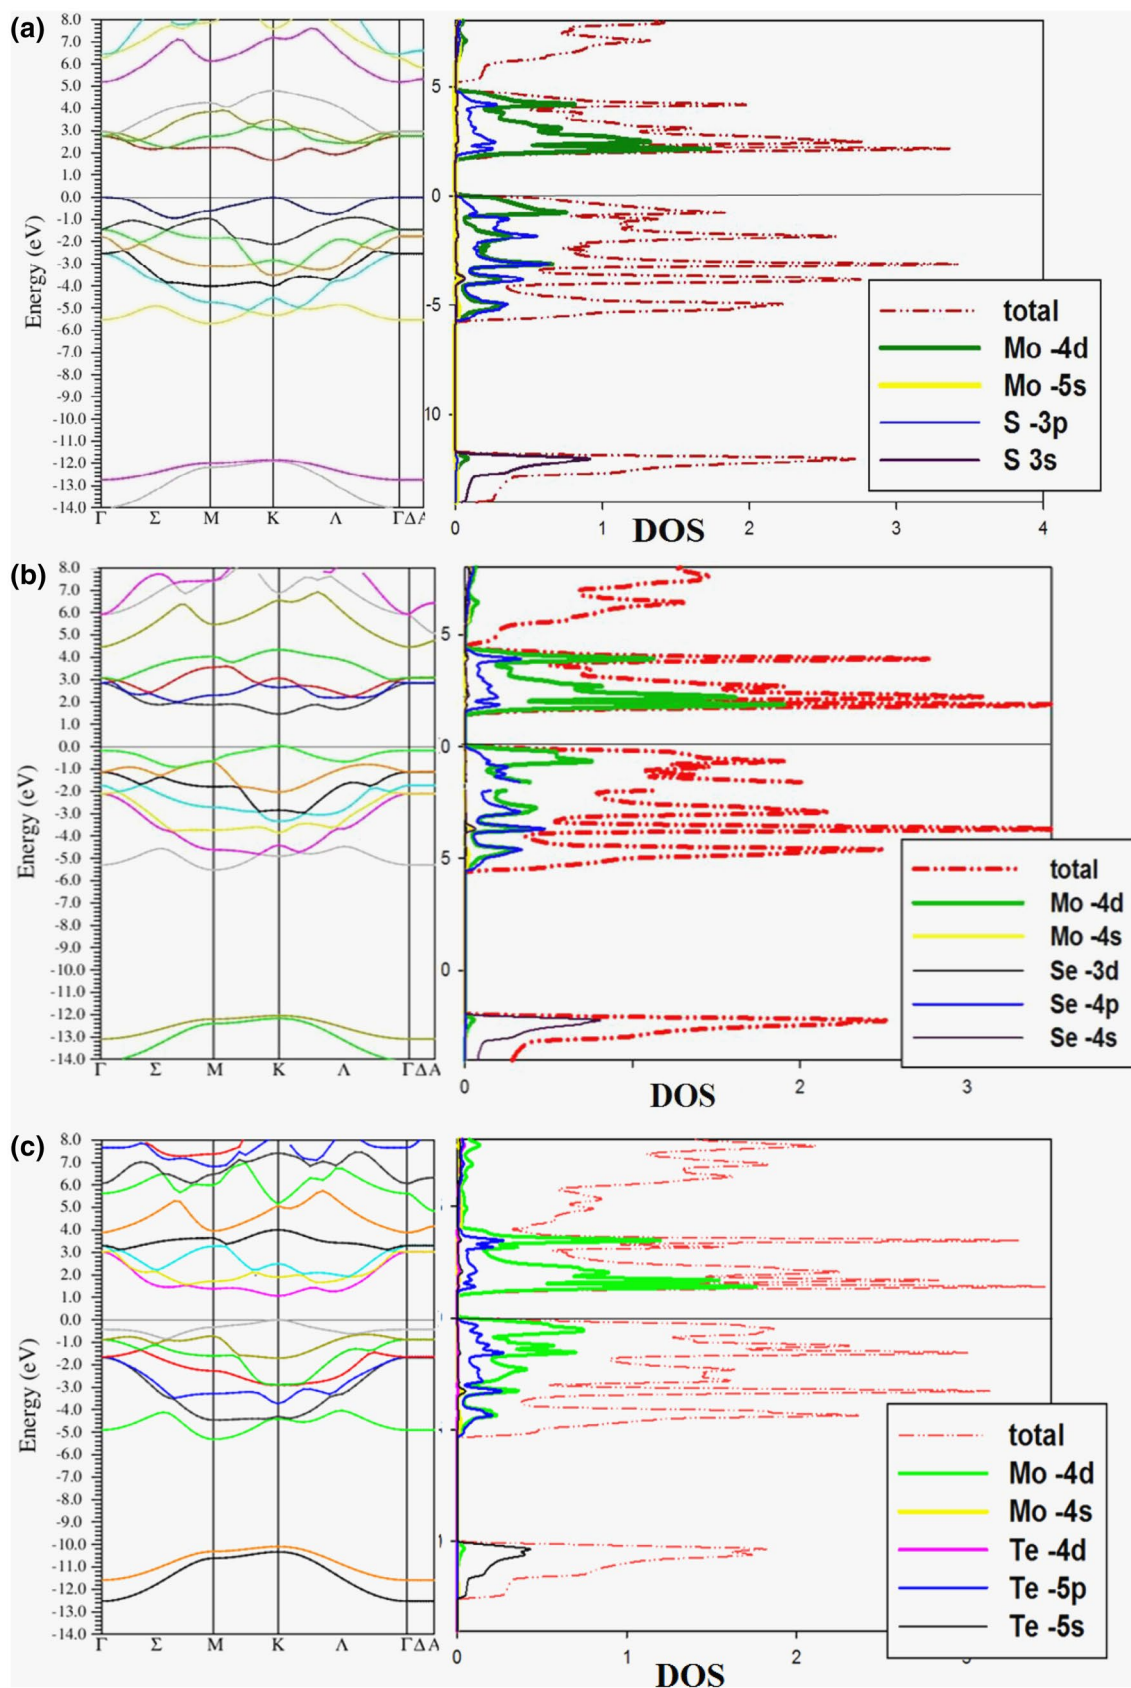 (a)
8.0
7.0
6.0
5.0
4.0
3.0
2.0
1.0
0.0
-1.0
-2.0
-3.0
-4.0
-5.0
-6.0
-7.0
-8.0
-9.0
-10.0
-11.0
-12.0
-13.0
-14.0
Energy (eV)
Γ Σ M K Λ ΓΔA
5
0
-5
10
0 1 2 3 4
DOS
total
Mo -4d
Mo -5s
S -3p
S 3s
(b)
8.0
7.0
6.0
5.0
4.0
3.0
2.0
1.0
0.0
-1.0
-2.0
-3.0
-4.0
-5.0
-6.0
-7.0
-8.0
-9.0
-10.0
-11.0
-12.0
-13.0
-14.0
Energy (eV)
Γ Σ M K Λ ΓΔA
5
0
5
0
0 2 3
DOS
total
Mo -4d
Mo -4s
Se -3d
Se -4p
Se -4s
(c)
8.0
7.0
6.0
5.0
4.0
3.0
2.0
1.0
0.0
-1.0
-2.0
-3.0
-4.0
-5.0
-6.0
-7.0
-8.0
-9.0
-10.0
-11.0
-12.0
-13.0
-14.0
Energy (eV)
Γ Σ M K Λ ΓΔA
0 1 2
DOS
total
Mo -4d
Mo -4s
Te -4d
Te -5p
Te -5s